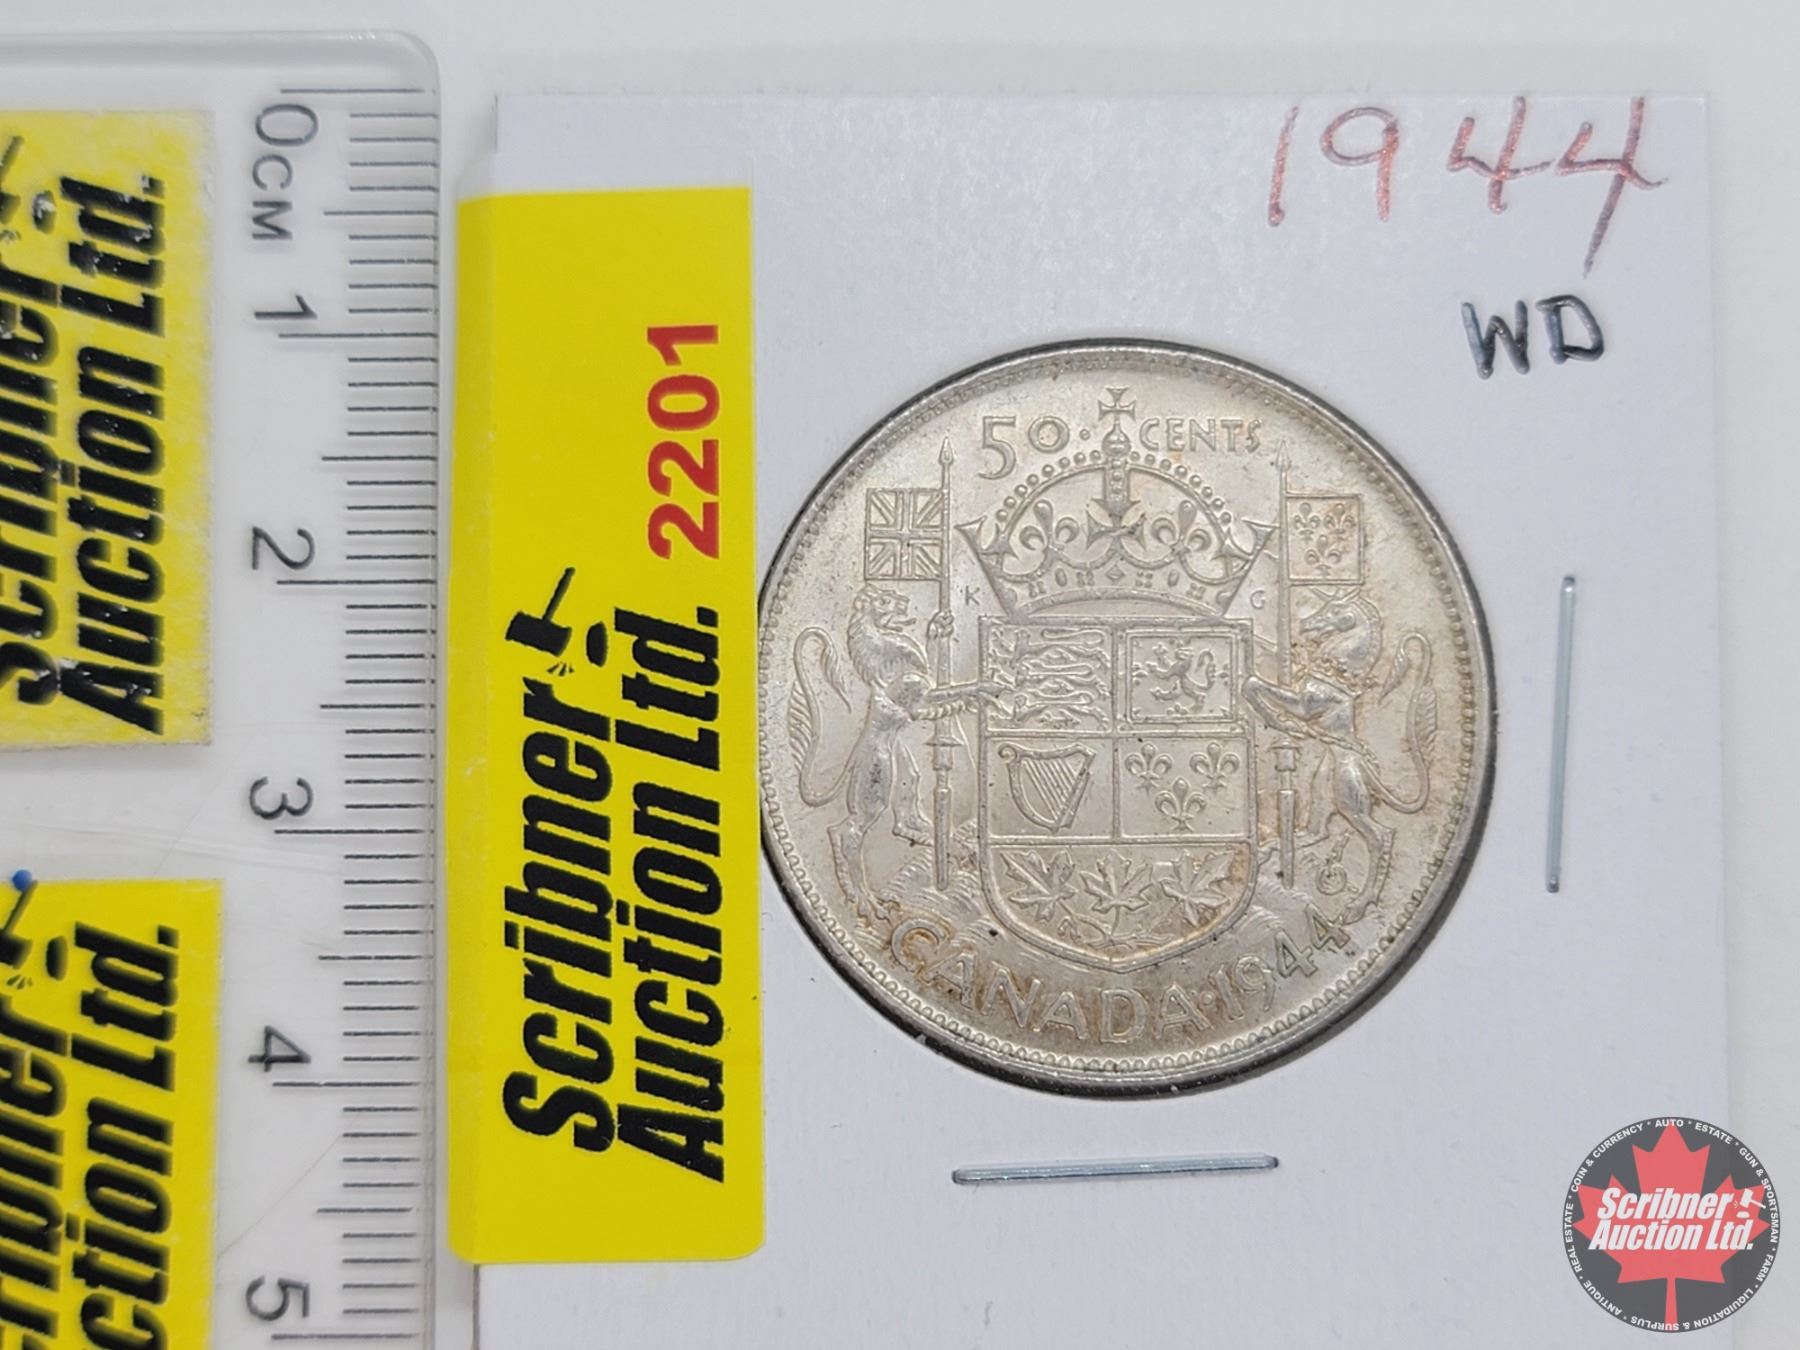 Scribner
Auction Ltd.
Scribner
Auction Ltd.
0CM
1
2
3
4
5
Scribner
Auction Ltd.
2201
1944
WD
50 · CENTS
K G
CANADA · 1944
COIN & CURRENCY * AUTO * ESTATE * GUN & SPORTSMAN * FARM * LIQUIDATION & SURPLUS * ANTIQUE * REAL ESTATE *
Scribner
Auction Ltd.